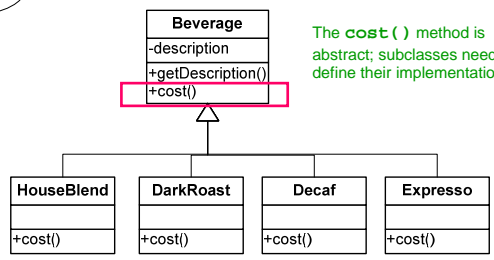 Beverage
-description
+getDescription()
+cost()
The cost() method is
abstract; subclasses need
define their implementatio
HouseBlend
DarkRoast
Decaf
Expresso
+cost()
+cost()
+cost()
+cost()